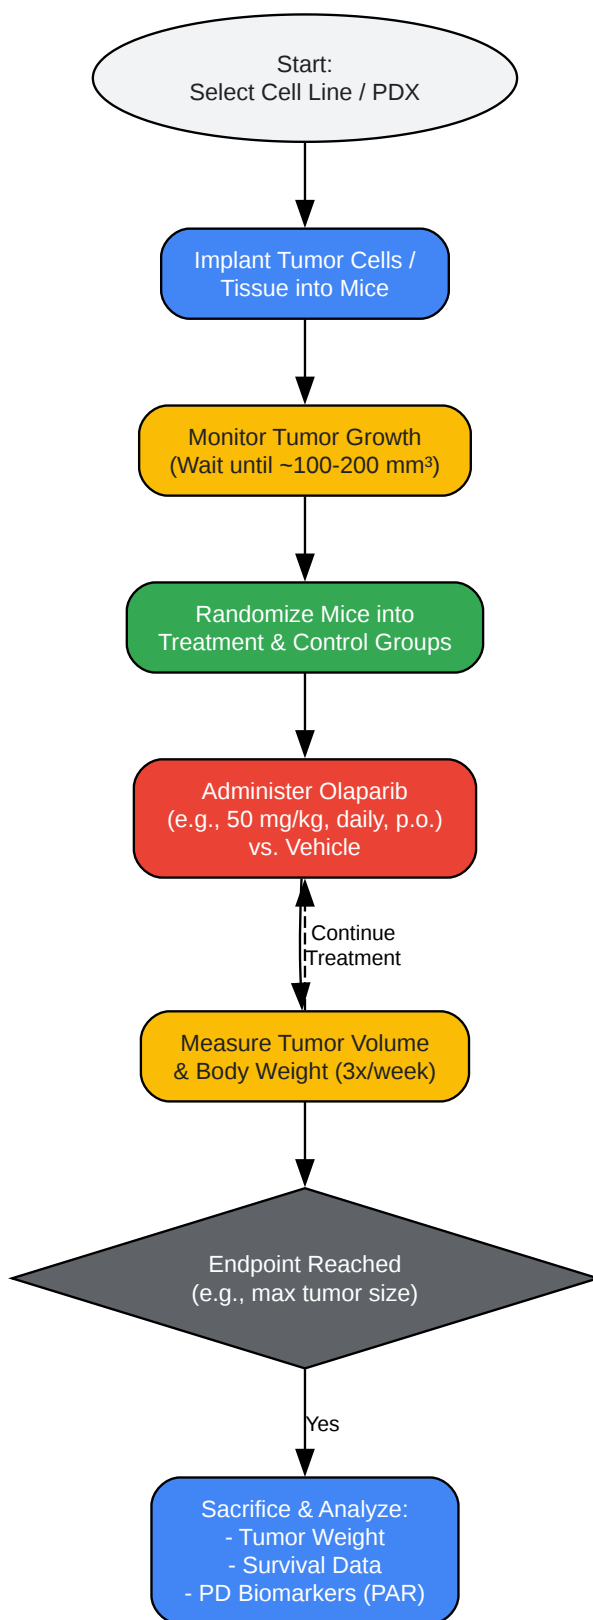 Start:
Select Cell Line / PDX
Implant Tumor Cells /
Tissue into Mice
Monitor Tumor Growth
(Wait until ~100-200 mm³)
Randomize Mice into
Treatment & Control Groups
Administer Olaparib
(e.g., 50 mg/kg, daily, p.o.)
vs. Vehicle
Continue
Treatment
Measure Tumor Volume
& Body Weight (3x/week)
Endpoint Reached
(e.g., max tumor size)
Yes
Sacrifice & Analyze:
- Tumor Weight
- Survival Data
- PD Biomarkers (PAR)